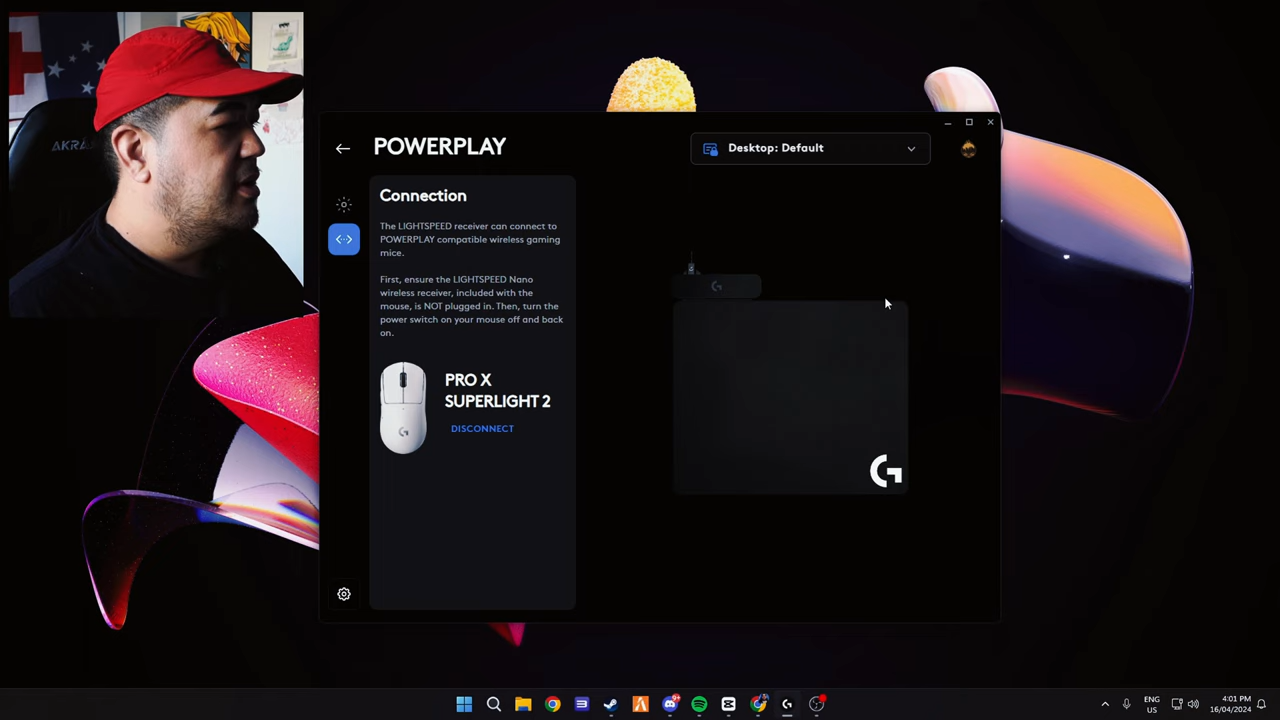 AKRA
POWERPLAY
Desktop: Default
Connection
The LIGHTSPEED receiver can connect to
POWERPLAY compatible wireless gaming
mice.
First, ensure the LIGHTSPEED Nano
wireless receiver, included with the
mouse, is NOT plugged in. Then, turn the
power switch on your mouse off and back
on.
PRO X
SUPERLIGHT 2
DISCONNECT
9+
ENG
US
4:01 PM
16/04/2024